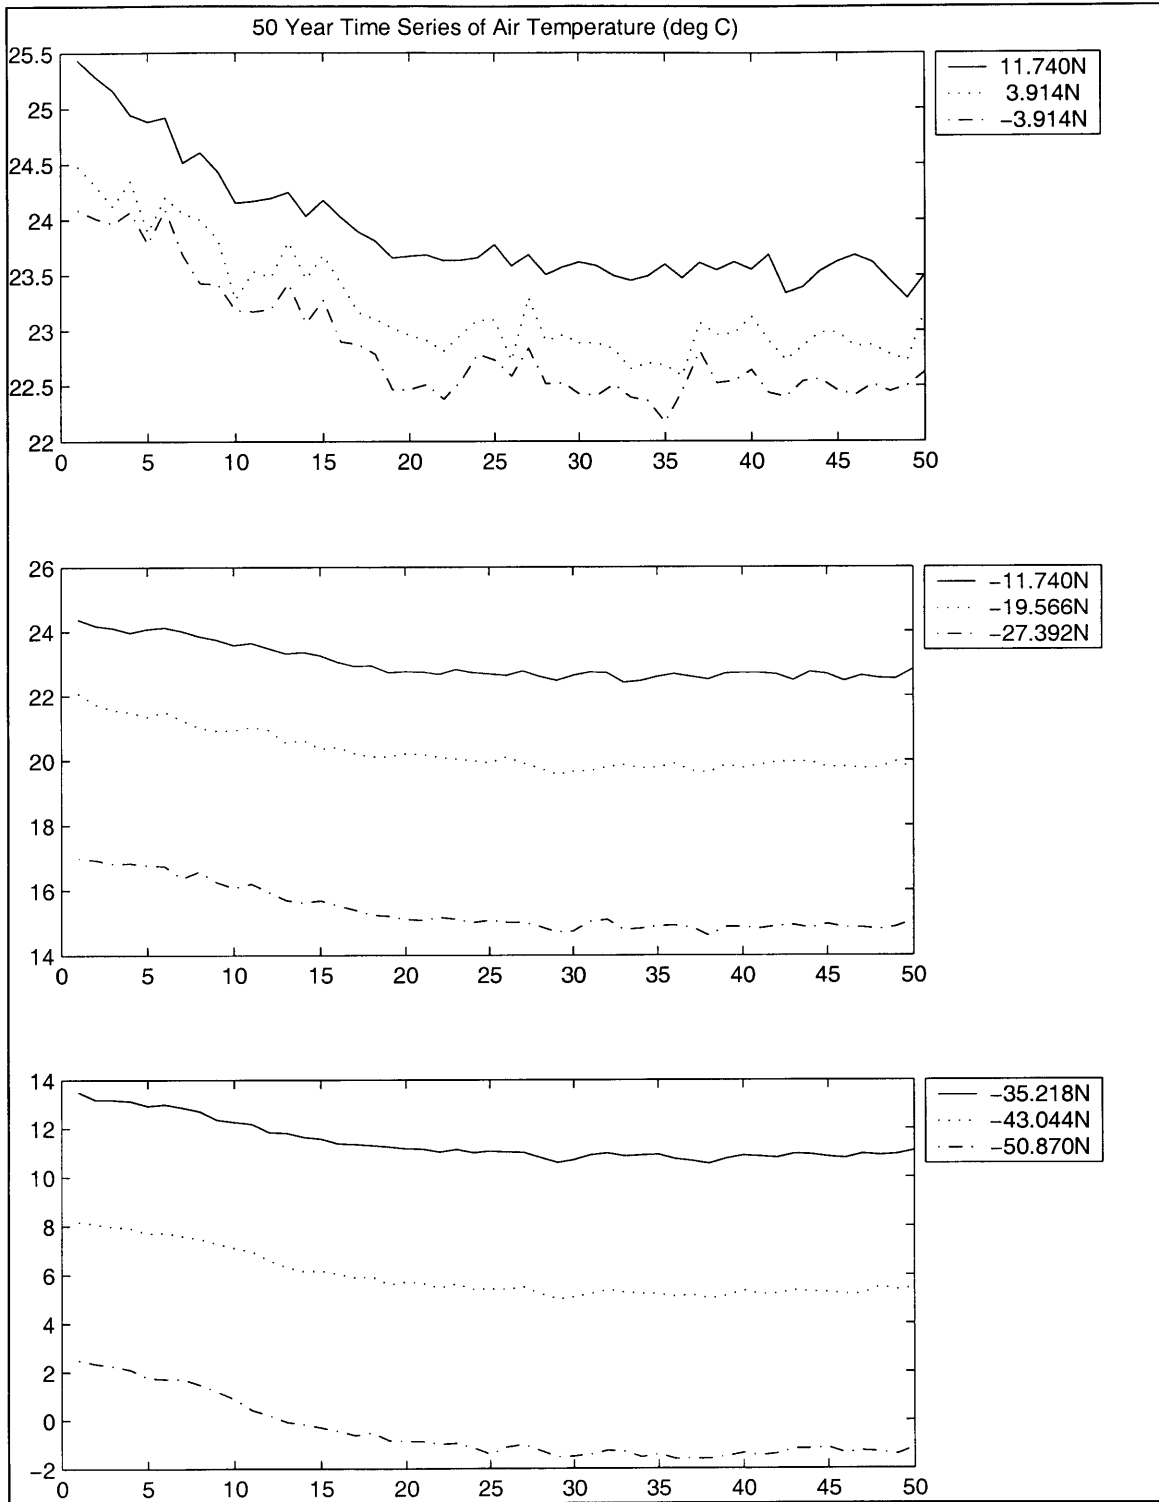 50 Year Time Series of Air Temperature (deg C)
25.5
25
24.5
24
23.5
23
22.5
22
0 5 10 15 20 25 30 35 40 45 50
11.740N
3.914N
−3.914N
26
24
22
20
18
16
14
0 5 10 15 20 25 30 35 40 45 50
−11.740N
−19.566N
−27.392N
14
12
10
8
6
4
2
0
−2
0 5 10 15 20 25 30 35 40 45 50
−35.218N
−43.044N
−50.870N